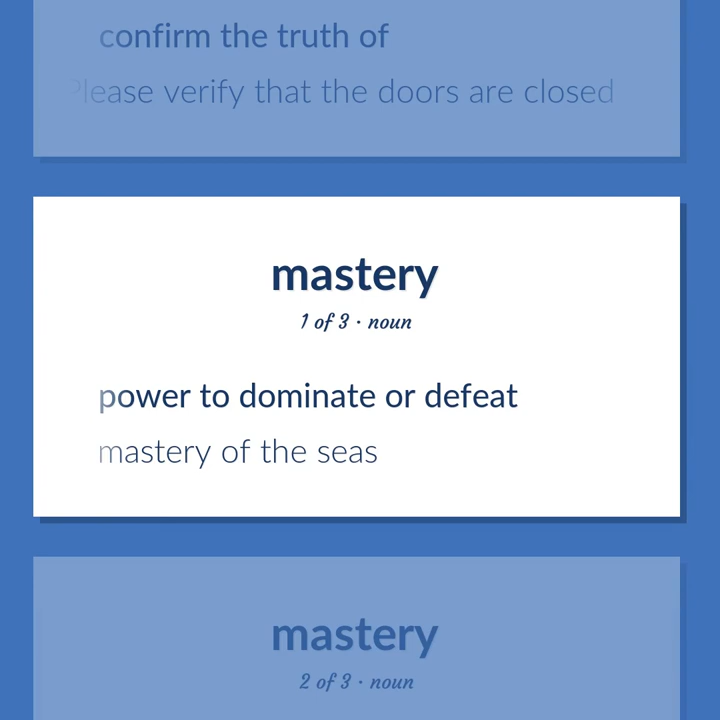 confirm the truth of
Please verify that the doors are closed
mastery
1 of 3 · noun
power to dominate or defeat
mastery of the seas
mastery
2 of 3 · noun